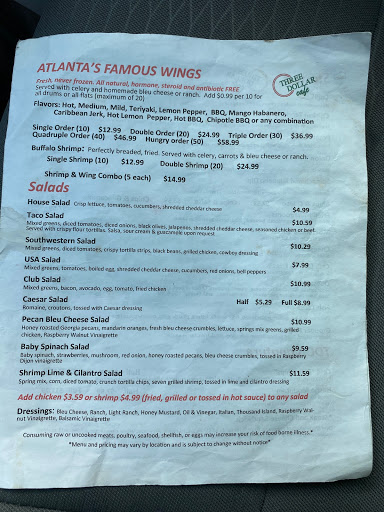 ATLANTA'S FAMOUS WINGS
THREE
DOLLAR
café
Fresh, never frozen. All natural, hormone, steroid and antibiotic FREE
Served with celery and homemade bleu cheese or ranch. Add $0.99 per 10 for
all drums or all flats (maximum of 20)
Flavors: Hot, Medium, Mild, Teriyaki, Lemon Pepper, BBQ, Mango Habanero,
Caribbean Jerk, Hot Lemon Pepper, Hot BBQ, Chipotle BBQ or any combination
Single Order (10) $12.99 Double Order (20) $24.99 Triple Order (30) $36.99
Quadruple Order (40) $46.99 Hungry order (50) $58.99
Buffalo Shrimp: Perfectly breaded, fried. Served with celery, carrots & bleu cheese or ranch.
Single Shrimp (10) $12.99 Double Shrimp (20) $24.99
Shrimp & Wing Combo (5 each) $14.99
Salads
House Salad Crisp lettuce, tomatoes, cucumbers, shredded cheddar cheese $4.99
Taco Salad $10.59
Mixed greens, diced tomatoes, diced onions, black olives, jalapenos, shredded cheddar cheese, seasoned chicken or beef.
Served with crispy flour tortillas. Salsa, sour cream & guacamole upon request
Southwestern Salad $10.29
Mixed greens, diced tomatoes, crispy tortilla strips, black beans, grilled chicken, cowboy dressing
USA Salad $7.99
Mixed greens, tomatoes, boiled egg, shredded cheddar cheese, cucumbers, red onions, bell peppers
Club Salad $10.99
Mixed greens, bacon, avocado, egg, tomato, fried chicken
Caesar Salad Half $5.29 Full $8.99
Romaine, croutons, tossed with Caesar dressing
Pecan Bleu Cheese Salad $10.99
Honey roasted Georgia pecans, mandarin oranges, fresh bleu cheese crumbles, lettuce, springs mix greens, grilled
chicken, Raspberry Walnut Vinaigrette
Baby Spinach Salad $9.59
Baby spinach, strawberries, mushroom, red onion, honey roasted pecans, bleu cheese crumbles, tossed in Raspberry
Dijon vinaigrette
Shrimp Lime & Cilantro Salad $11.59
Spring mix, corn, diced tomato, crunch tortilla chips, seven grilled shrimp, tossed in lime and cilantro dressing
Add chicken $3.59 or shrimp $4.99 (fried, grilled or tossed in hot sauce) to any salad
Dressings: Bleu Cheese, Ranch, Light Ranch, Honey Mustard, Oil & Vinegar, Italian, Thousand Island, Raspberry Wal-
nut Vinaigrette, Balsamic Vinaigrette
Consuming raw or uncooked meats, poultry, seafood, shellfish, or eggs may increase your risk of food borne illness.*
*Menu and pricing may vary by location and is subject to change without notice*